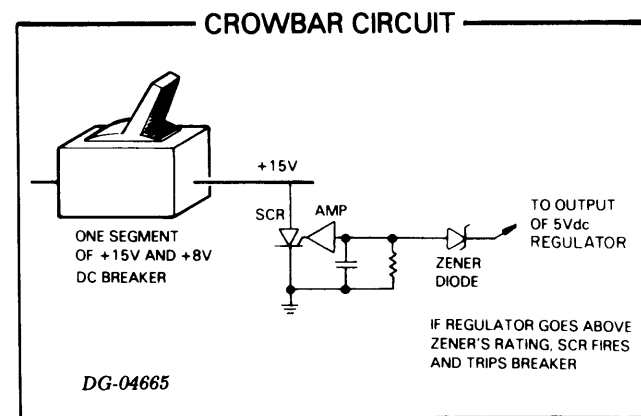 CROWBAR CIRCUIT
+15V
SCR
AMP
TO OUTPUT
OF 5Vdc
REGULATOR
ZENER
DIODE
ONE SEGMENT
OF +15V AND +8V
DC BREAKER
IF REGULATOR GOES ABOVE
ZENER'S RATING, SCR FIRES
AND TRIPS BREAKER
DG-04665